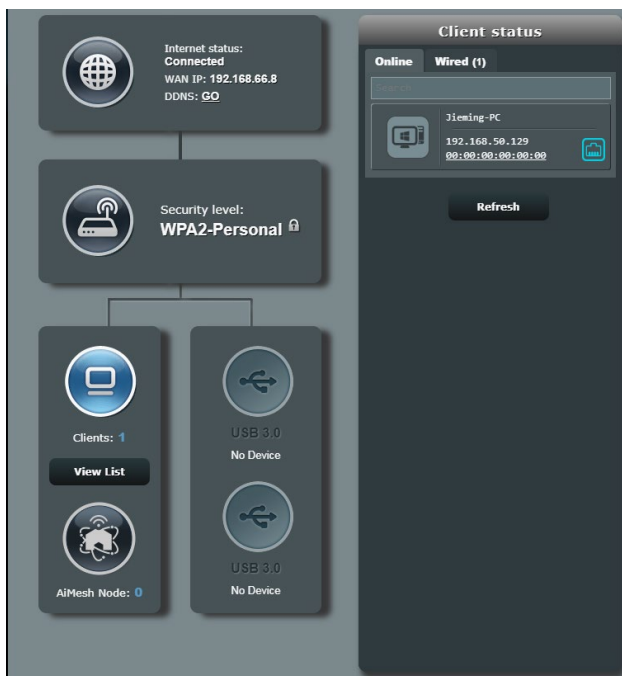 Internet status:
Connected
WAN IP: 192.168.66.8
DDNS: GO
Security level:
WPA2-Personal
Clients: 1
View List
AiMesh Node: 0
USB 3.0
No Device
USB 3.0
No Device
Client status
Online Wired (1)
Search
Jieming-PC
192.168.50.129
00:00:00:00:00:00
Refresh